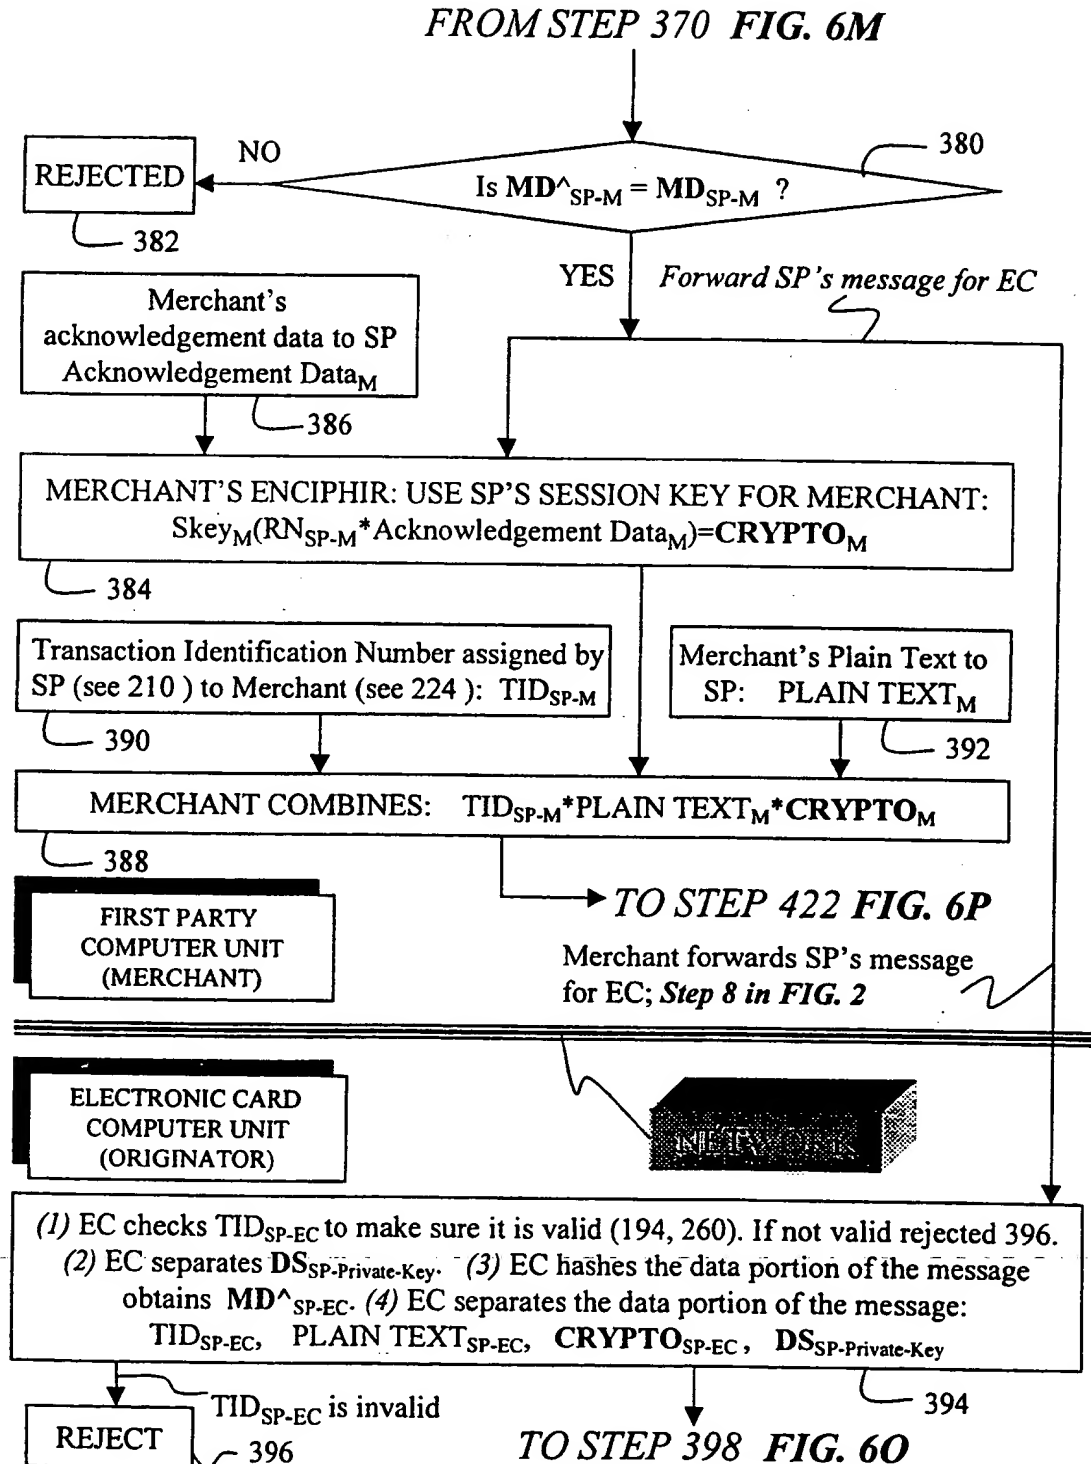 FROM STEP 370 FIG. 6M
380
NO
REJECTED
Is MD^SP-M = MDSP-M ?
382
YES
Forward SP's message for EC
Merchant's
acknowledgement data to SP
Acknowledgement DataM
386
MERCHANT'S ENCIPHIR: USE SP'S SESSION KEY FOR MERCHANT:
SkeyM(RNSP-M*Acknowledgement DataM)=CRYPTOM
384
Transaction Identification Number assigned by
SP (see 210 ) to Merchant (see 224 ): TIDSP-M
Merchant's Plain Text to
SP: PLAIN TEXTM
390
392
MERCHANT COMBINES: TIDSP-M*PLAIN TEXTM*CRYPTOM
388
TO STEP 422 FIG. 6P
FIRST PARTY
COMPUTER UNIT
(MERCHANT)
Merchant forwards SP's message
for EC; Step 8 in FIG. 2
ELECTRONIC CARD
COMPUTER UNIT
(ORIGINATOR)
NETWORK
(1) EC checks TIDSP-EC to make sure it is valid (194, 260). If not valid rejected 396.
(2) EC separates DSSP-Private-Key. (3) EC hashes the data portion of the message
obtains MD^SP-EC. (4) EC separates the data portion of the message:
TIDSP-EC, PLAIN TEXTSP-EC, CRYPTOSP-EC, DSSP-Private-Key
394
TIDSP-EC is invalid
REJECT
396
TO STEP 398 FIG. 6O